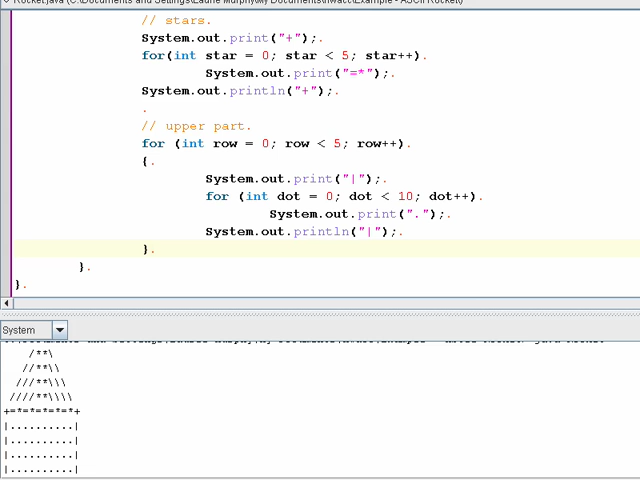 Rocket.java (C:\Documents and Settings\Laurie Murphy\My Documents\hwacc\Example - ASCII Rocket)
// stars.
System.out.print("+");.
for(int star = 0; star < 5; star++).
System.out.print("=*");.
System.out.println("+");.
.
// upper part.
for (int row = 0; row < 5; row++).
{.
System.out.print("|");.
for (int dot = 0; dot < 10; dot++).
System.out.print(".");.
System.out.println("|");.
}.
}.
}.
System
/**\
//**\\
///**\\\
////**\\\\
+=*=*=*=*=*+
|..........|
|..........|
|..........|
|..........|